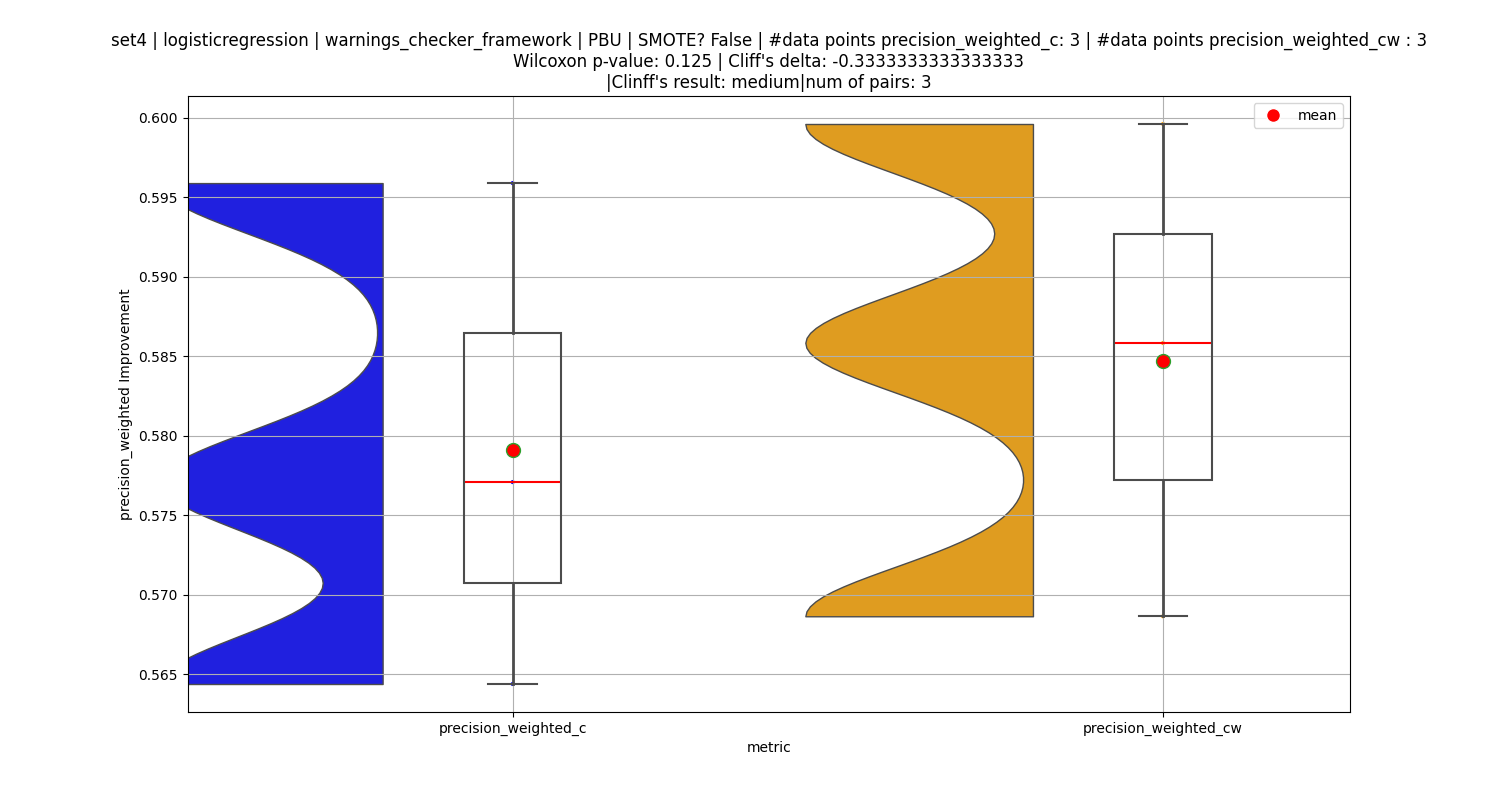 set4 | logisticregression | warnings_checker_framework | PBU | SMOTE? False | #data points precision_weighted_c: 3 | #data points precision_weighted_cw : 3
Wilcoxon p-value: 0.125 | Cliff's delta: -0.3333333333333333
|Clinff's result: medium|num of pairs: 3
mean
0.600
0.595
0.590
0.585
0.580
0.575
0.570
0.565
precision_weighted Improvement
precision_weighted_c
precision_weighted_cw
metric